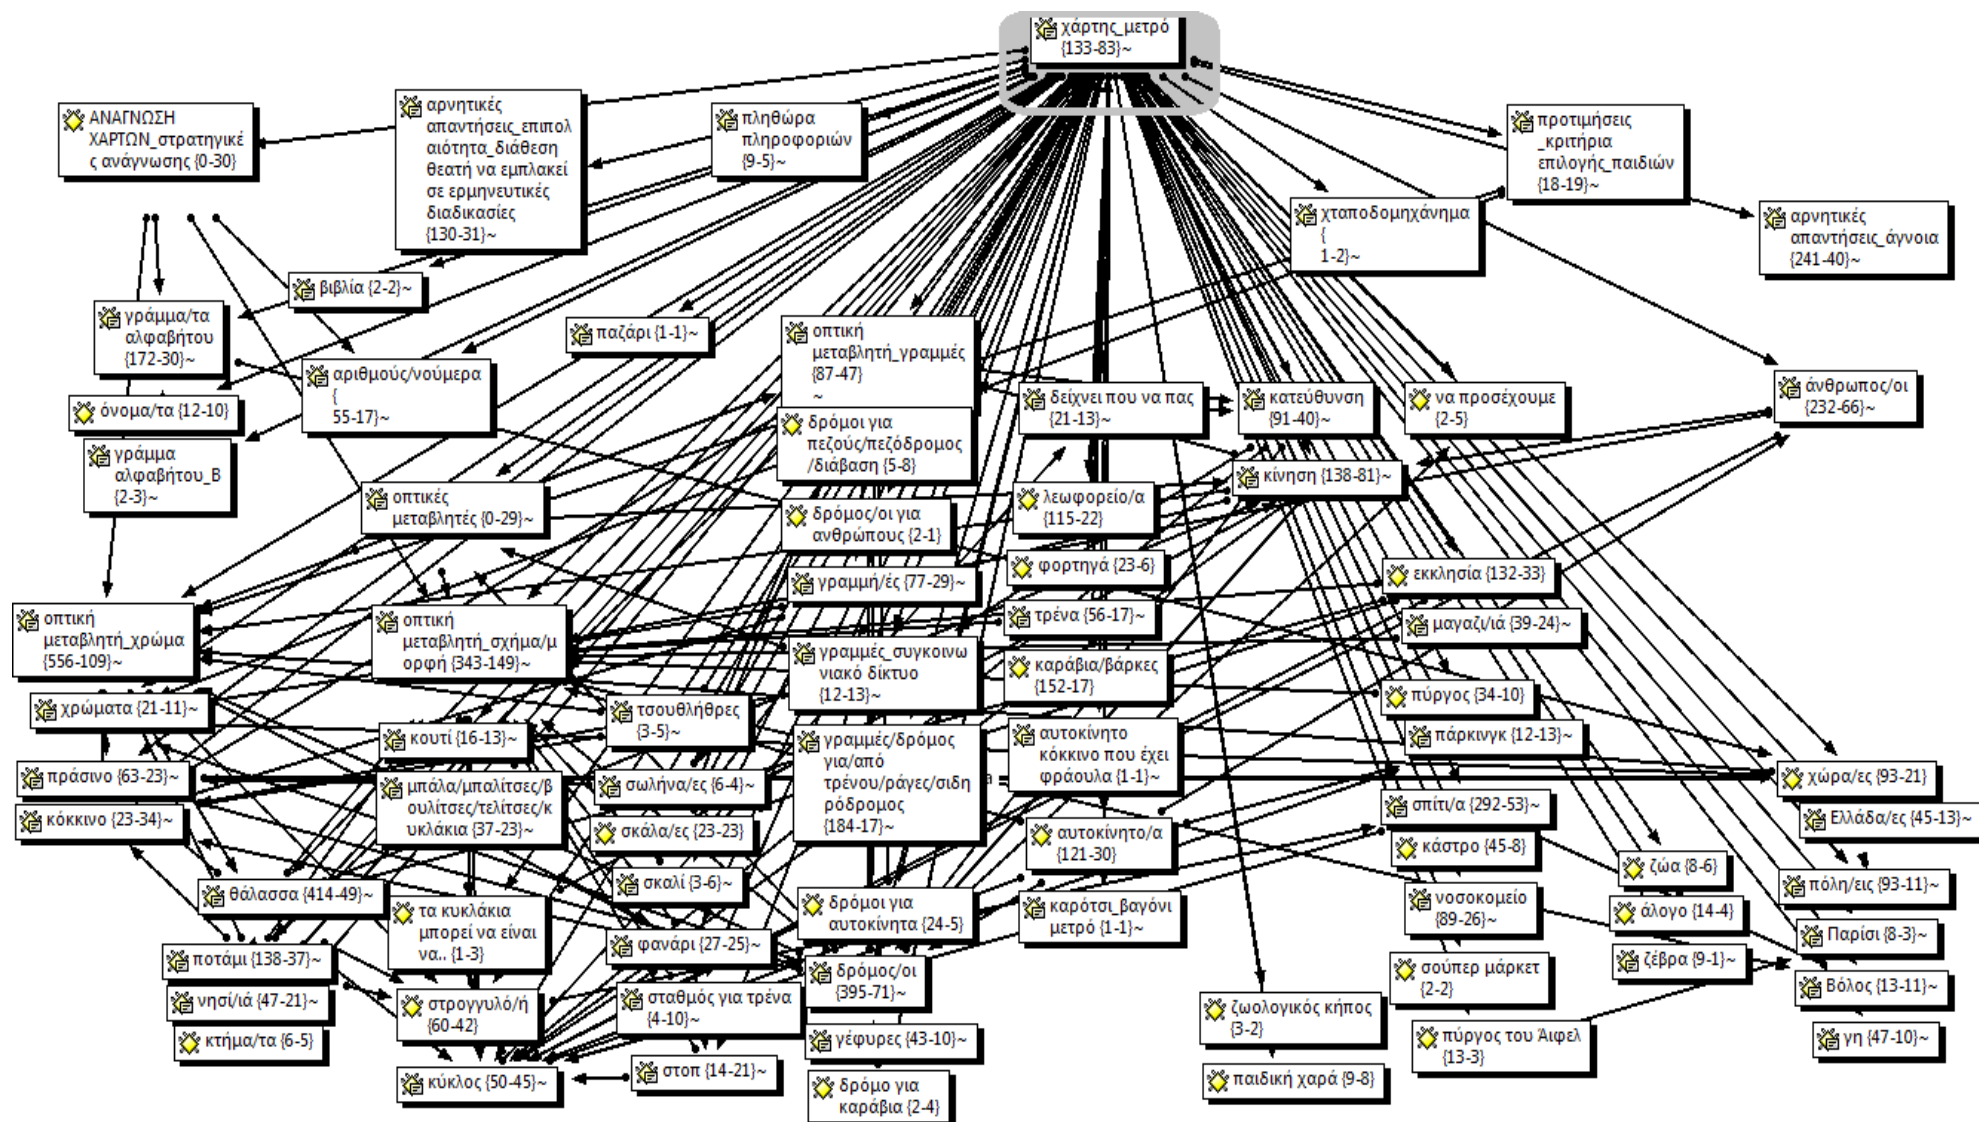 χάρτης_μετρό
{133-83}~
ΑΝΑΓΝΩΣΗ
ΧΑΡΤΩΝ_στρατηγικέ
ς ανάγνωσης {0-30}
αρνητικές
απαντήσεις_επιπολ
αιότητα_διάθεση
θεατή να εμπλακεί
σε ερμηνευτικές
διαδικασίες
{130-31}~
πληθώρα
πληροφοριών
{9-5}~
προτιμήσεις
_κριτήρια
επιλογής_παιδιών
{18-19}~
χταποδομηχάνημα
{
1-2}~
αρνητικές
απαντήσεις_άγνοια
{241-40}~
βιβλία {2-2}~
γράμμα/τα
αλφαβήτου
{172-30}~
παζάρι {1-1}~
οπτική
μεταβλητή_γραμμές
{87-47}
~
αριθμούς/νούμερα
{
55-17}~
όνομα/τα {12-10}
δείχνει που να πας
{21-13}~
κατεύθυνση
{91-40}~
να προσέχουμε
{2-5}~
άνθρωπος/οι
{232-66}~
δρόμοι για
πεζούς/πεζόδρομος
/διάβαση {5-8}
γράμμα
αλφαβήτου_Β
{2-3}~
κίνηση {138-81}~
οπτικές
μεταβλητές {0-29}~
λεωφορείο/α
{115-22}
δρόμος/οι για
ανθρώπους {2-1}
φορτηγά {23-6}
εκκλησία {132-33}
γραμμή/ές {77-29}~
τρένα {56-17}~
μαγαζι/ιά {39-24}~
οπτική
μεταβλητή_χρώμα
{556-109}~
οπτική
μεταβλητή_σχήμα/μ
ορφή {343-149}~
γραμμές_συγκοινω
νιακό δίκτυο
{12-13}~
καράβια/βάρκες
{152-17}
πύργος {34-10}
χρώματα {21-11}~
τσουθλήθρες
{3-5}~
κουτί {16-13}~
γραμμές/δρόμος
για/από
τρένου/ράγες/σιδη
ρόδρομος
{184-17}~
αυτοκίνητο
κόκκινο που έχει
φράουλα {1-1}~
πάρκινγκ {12-13}~
πράσινο {63-23}~
μπάλα/μπαλίτσες/β
ουλίτσες/τελίτσες/κ
υκλάκια {37-23}~
σωλήνα/ες {6-4}~
χώρα/ες {93-21}
κόκκινο {23-34}~
σκάλα/ες {23-23}
αυτοκίνητο/α
{121-30}
σπίτι/α {292-53}~
Ελλάδα/ες {45-13}~
κάστρο {45-8}
θάλασσα {414-49}~
σκαλί {3-6}~
ζώα {8-6}
πόλη/εις {93-11}~
τα κυκλάκια
μπορεί να είναι
να.. {1-3}
δρόμοι για
αυτοκίνητα {24-5}
καρότσι_βαγόνι
μετρό {1-1}~
νοσοκομείο
{89-26}~
άλογο {14-4}
Παρίσι {8-3}~
φανάρι {27-25}~
ποτάμι {138-37}~
δρόμος/οι
{395-71}~
σούπερ μάρκετ
{2-2}
ζέβρα {9-1}~
Βόλος {13-11}~
νησί/ιά {47-21}~
στρογγυλό/ή
{60-42}
σταθμός για τρένα
{4-10}~
ζωολογικός κήπος
{3-2}
πύργος του Άιφελ
{13-3}
γη {47-10}~
κτήμα/τα {6-5}
γέφυρες {43-10}~
κύκλος {50-45}~
στοπ {14-21}~
δρόμο για
καράβια {2-4}
παιδική χαρά {9-8}